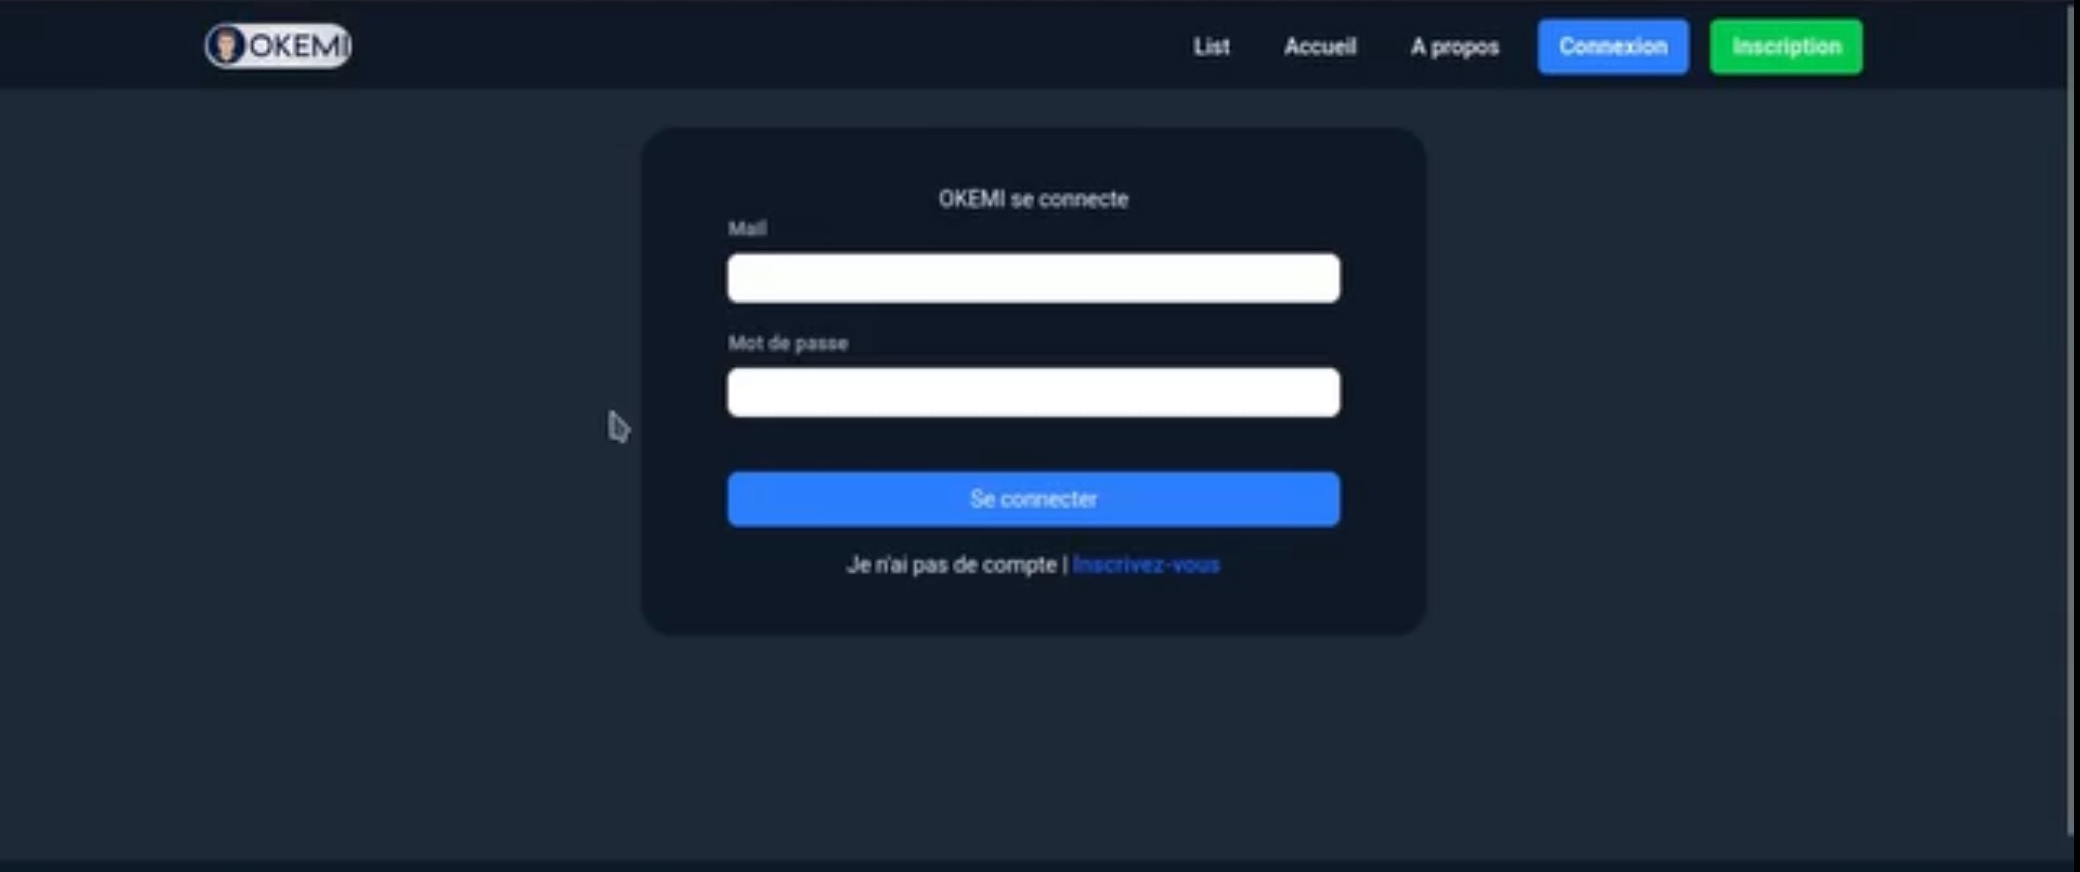 OKEMI
List Accueil A propos Connexion Inscription
OKEMI se connecte
Mail
Mot de passe
Se connecter
Je n'ai pas de compte | Inscrivez-vous